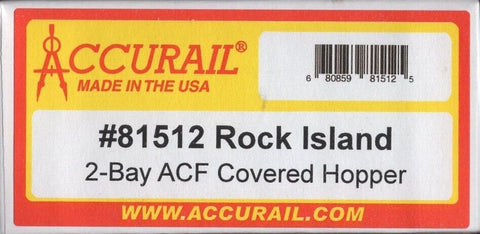 ACCURAIL®
MADE IN THE USA
6 80859 81512 5
#81512 Rock Island
2-Bay ACF Covered Hopper
WWW.ACCURAIL.COM